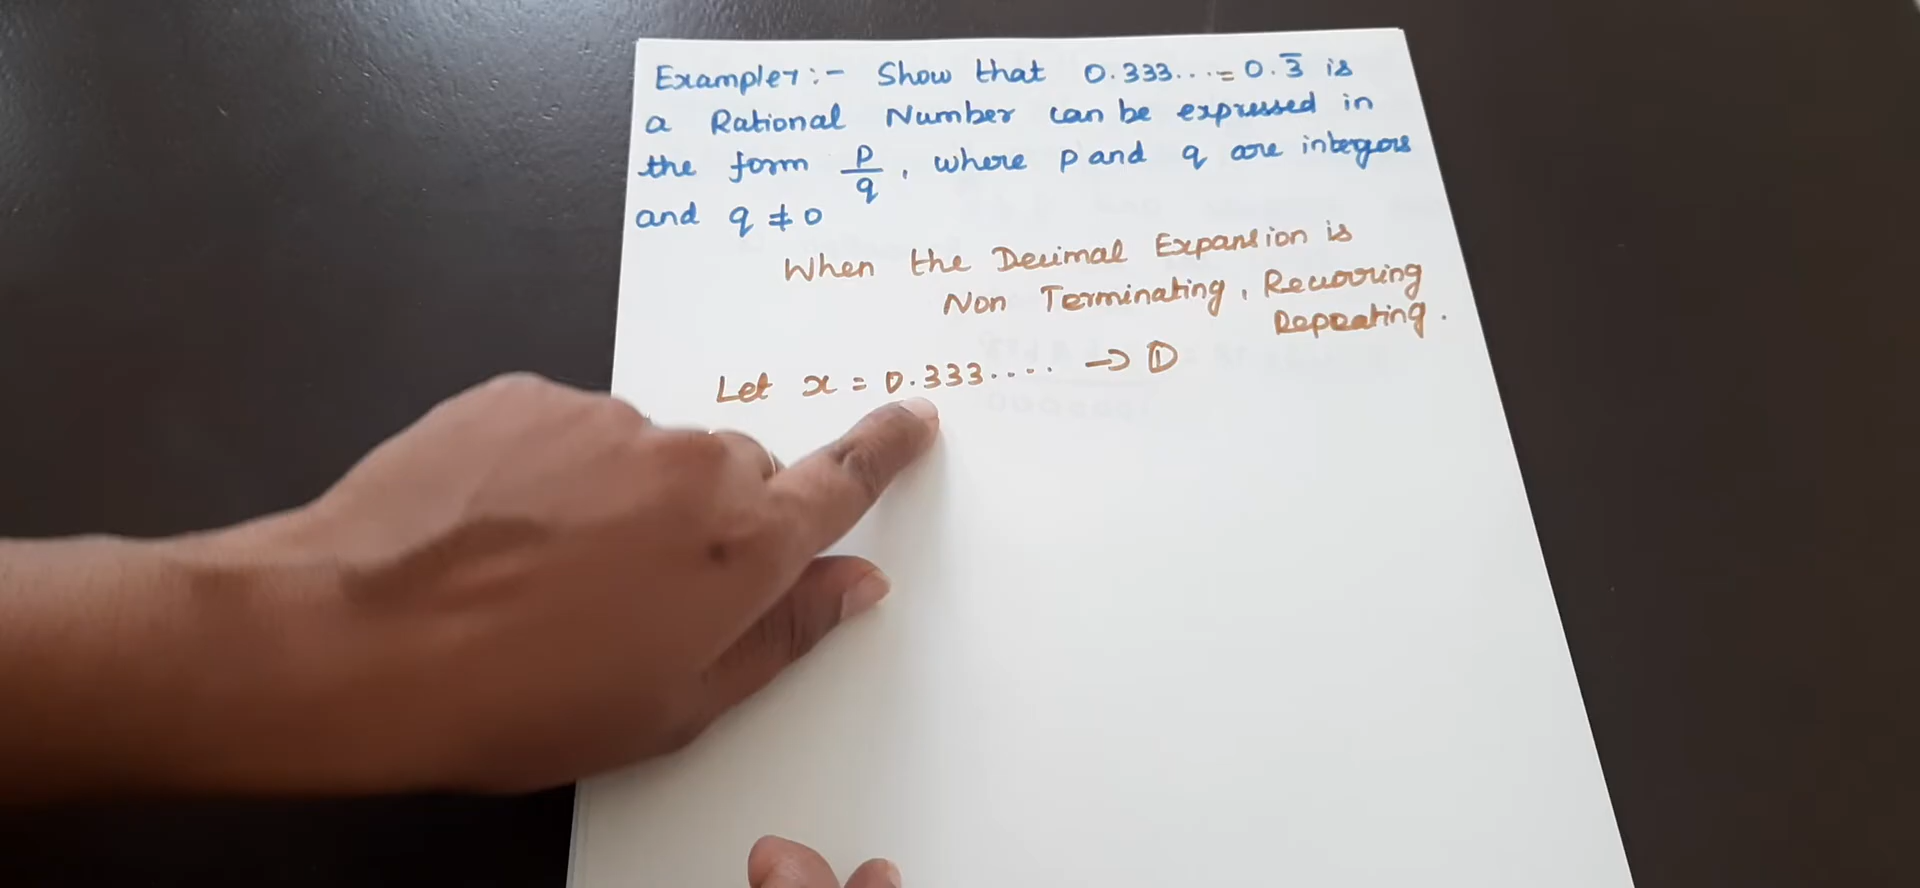 Example7:- Show that 0.333...= 0.3̅ is
a Rational Number can be expressed in
the form p/q, where p and q are integers
and q ≠ 0
When the Decimal Expansion is
Non Terminating, Recurring
Repeating.
Let x = 0.333.... → ①